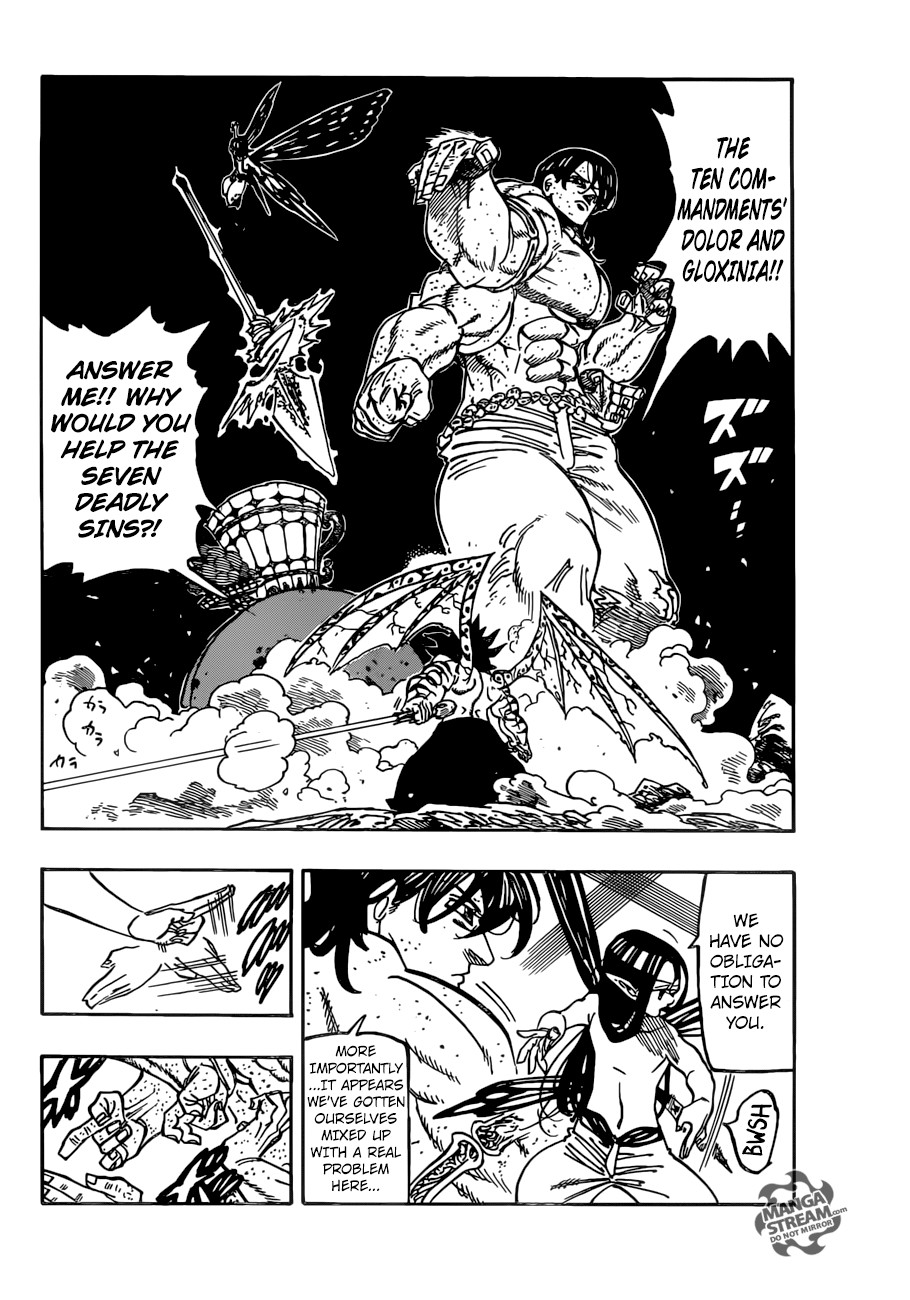 THE
TEN COM-
MANDMENTS'
DOLOR AND
GLOXINIA!!
ANSWER
ME!! WHY
WOULD YOU
HELP THE
SEVEN
DEADLY
SINS?!
ズズ…
カラ
カラ
WE
HAVE NO
OBLIGA-
TION TO
ANSWER
YOU.
MORE
IMPORTANTLY
...IT APPEARS
WE'VE GOTTEN
OURSELVES
MIXED UP
WITH A REAL
PROBLEM
HERE...
BWSH
MANGA
STREAM.com
DO NOT MIRROR